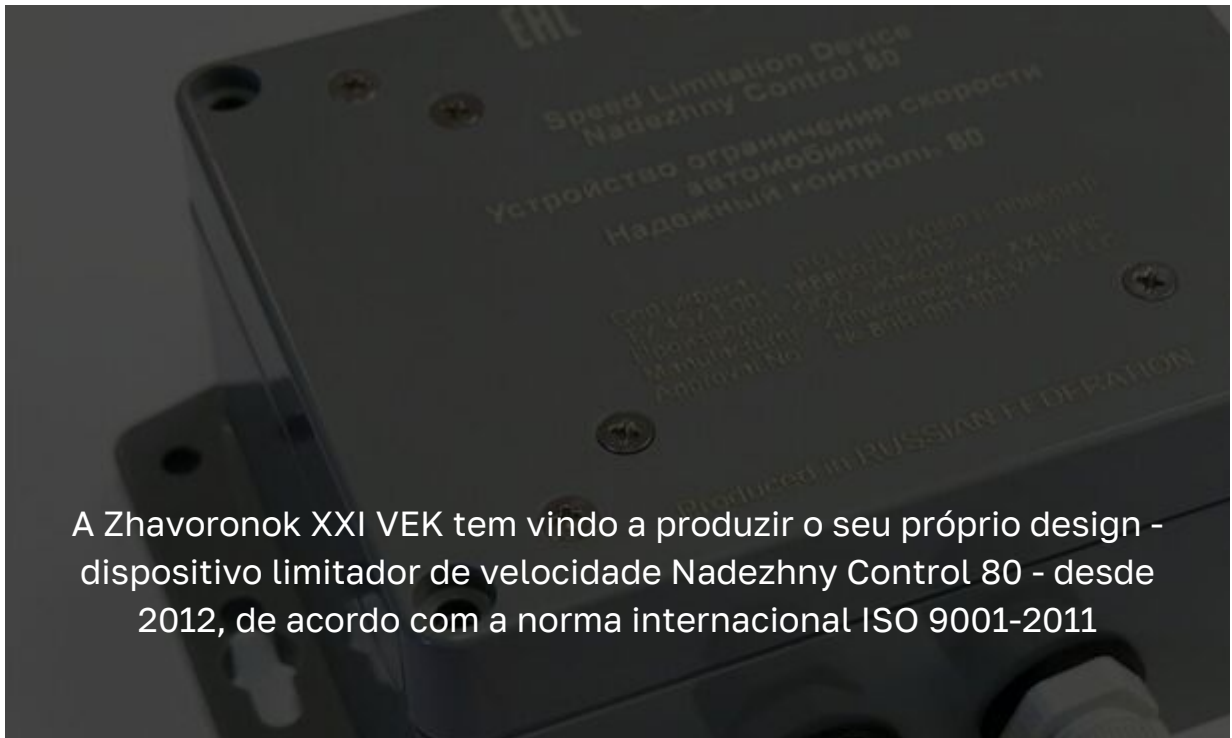 EAC
Speed Limitation Device
Nadezhny Control 80
Устройство ограничения скорости
автомобиля
Надежный контроль 80
Produced in RUSSIAN FEDERATION
A Zhavoronok XXI VEK tem vindo a produzir o seu próprio design -
dispositivo limitador de velocidade Nadezhny Control 80 - desde
2012, de acordo com a norma internacional ISO 9001-2011